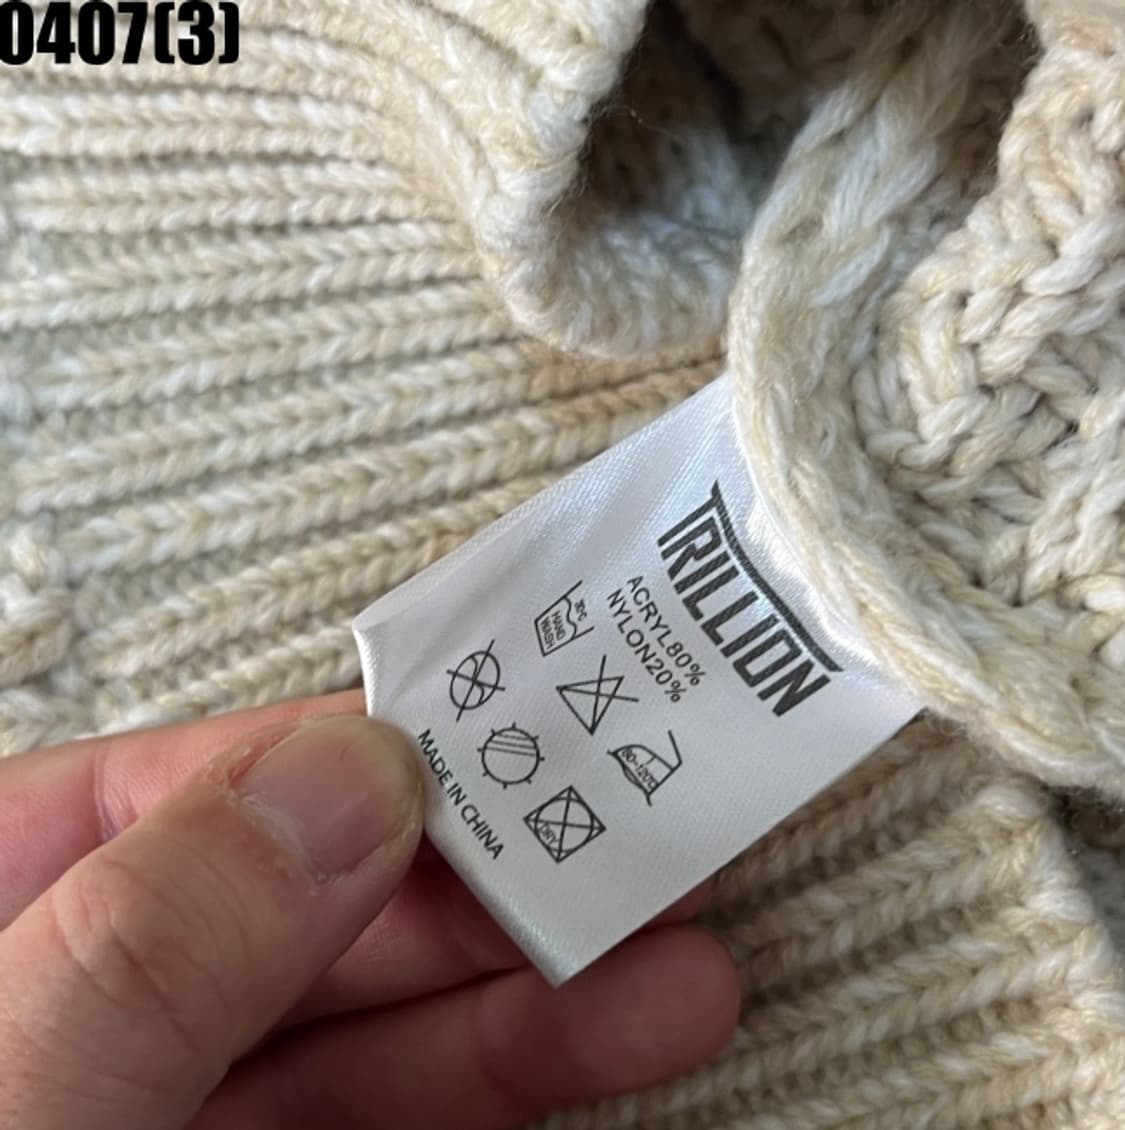 0407(3)
TRILLION
ACRYL80%
NYLON20%
30℃
HAND
WASH
80-120℃
DRY
MADE IN CHINA